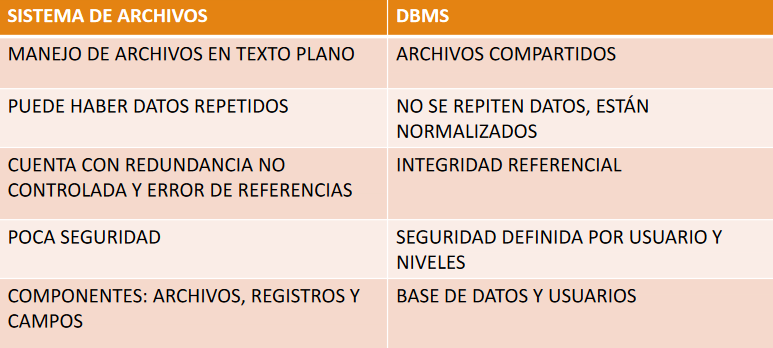 SISTEMA DE ARCHIVOS
DBMS
MANEJO DE ARCHIVOS EN TEXTO PLANO
ARCHIVOS COMPARTIDOS
PUEDE HABER DATOS REPETIDOS
NO SE REPITEN DATOS, ESTÁN
NORMALIZADOS
CUENTA CON REDUNDANCIA NO
CONTROLADA Y ERROR DE REFERENCIAS
INTEGRIDAD REFERENCIAL
POCA SEGURIDAD
SEGURIDAD DEFINIDA POR USUARIO Y
NIVELES
COMPONENTES: ARCHIVOS, REGISTROS Y
CAMPOS
BASE DE DATOS Y USUARIOS